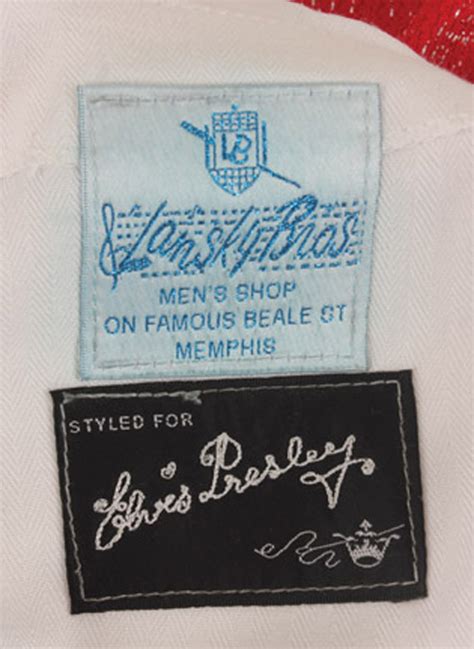 LB
Lansky Bros
MEN'S SHOP
ON FAMOUS BEALE ST
MEMPHIS
STYLED FOR
Elvis Presley